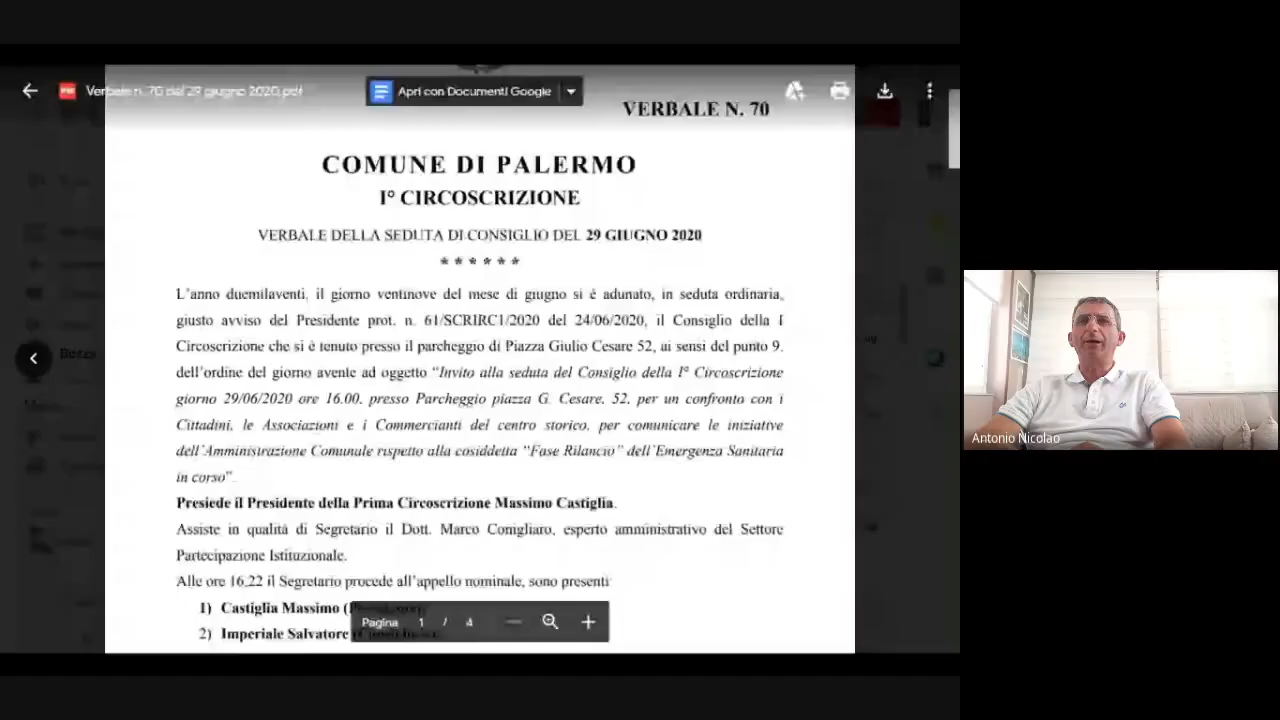 Verbale n. 70 del 29 giugno 2020.pdf
Apri con Documenti Google
VERBALE N. 70
COMUNE DI PALERMO
I° CIRCOSCRIZIONE
VERBALE DELLA SEDUTA DI CONSIGLIO DEL 29 GIUGNO 2020
* * * * * *
L'anno duemilaventi, il giorno ventinove del mese di giugno si è adunato, in seduta ordinaria,
giusto avviso del Presidente prot. n. 61/SCRIRC1/2020 del 24/06/2020, il Consiglio della I
Circoscrizione che si è tenuto presso il parcheggio di Piazza Giulio Cesare 52, ai sensi del punto 9.
dell'ordine del giorno avente ad oggetto "Invito alla seduta del Consiglio della I° Circoscrizione
giorno 29/06/2020 ore 16.00, presso Parcheggio piazza G. Cesare, 52, per un confronto con i
Cittadini, le Associazioni e i Commercianti del centro storico, per comunicare le iniziative
dell'Amministrazione Comunale rispetto alla cosiddetta "Fase Rilancio" dell'Emergenza Sanitaria
in corso".
Presiede il Presidente della Prima Circoscrizione Massimo Castiglia.
Assiste in qualità di Segretario il Dott. Marco Conigliaro, esperto amministrativo del Settore
Partecipazione Istituzionale.
Alle ore 16,22 il Segretario procede all'appello nominale, sono presenti
1) Castiglia Massimo
2) Imperiale Salvatore
Pagina 1 / 4
Antonio Nicolao